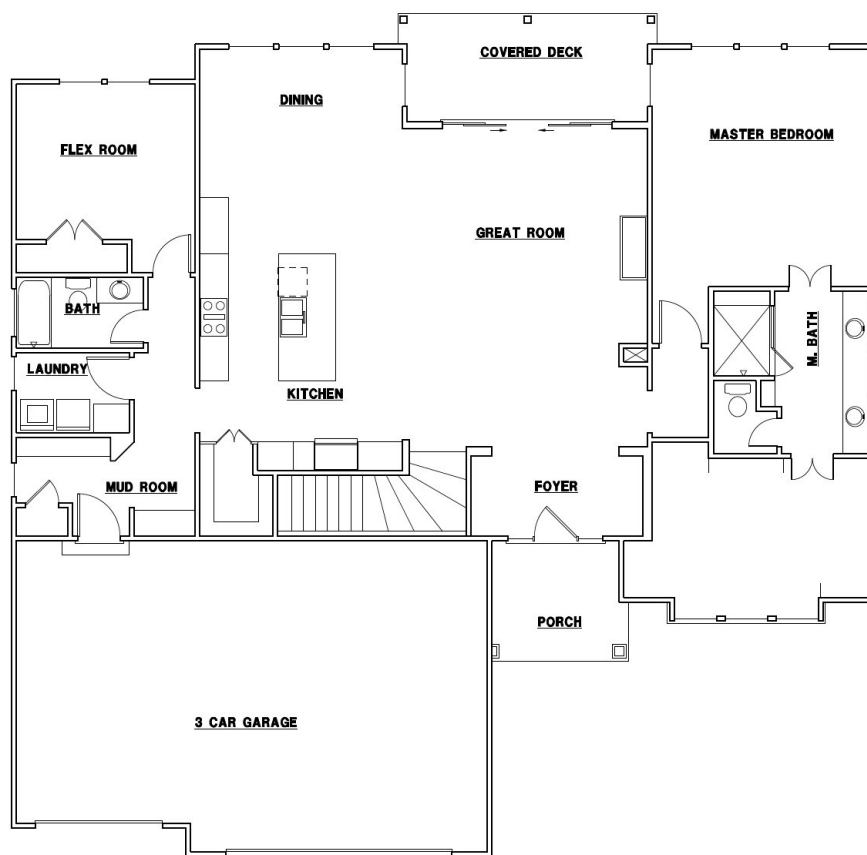 COVERED DECK
DINING
MASTER BEDROOM
FLEX ROOM
GREAT ROOM
BATH
M. BATH
LAUNDRY
KITCHEN
MUD ROOM
FOYER
PORCH
3 CAR GARAGE